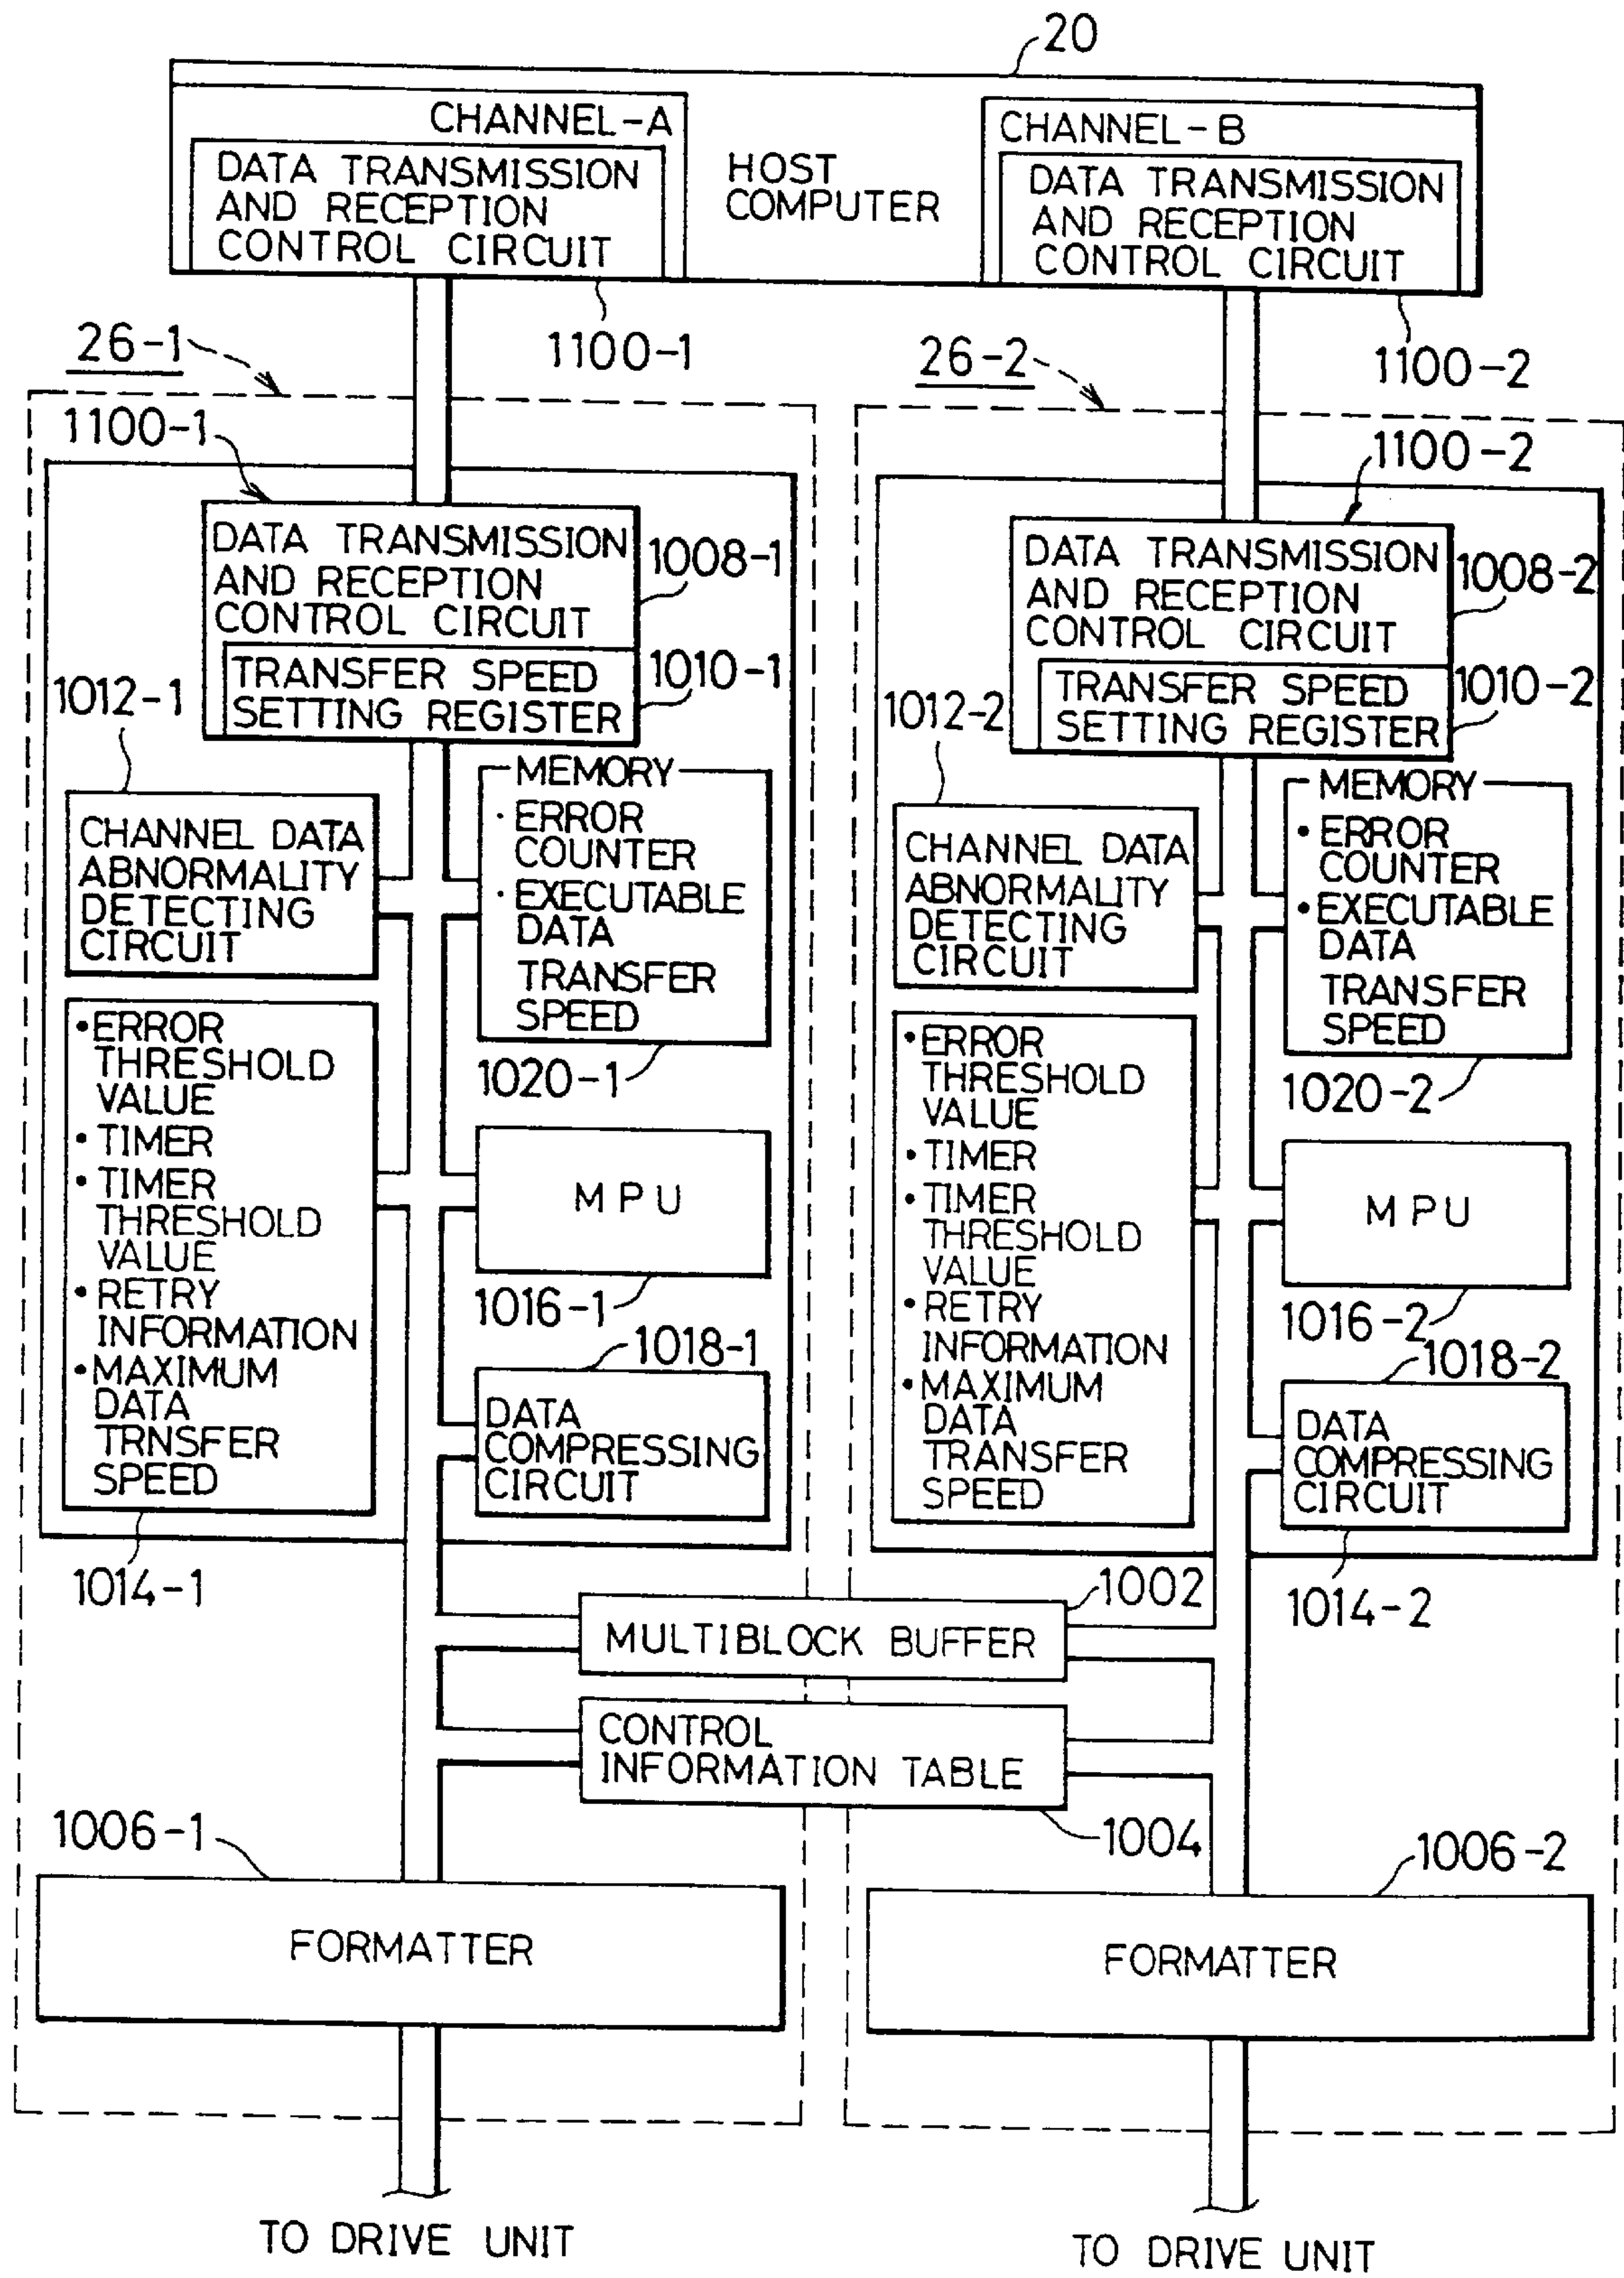 20
CHANNEL-A
DATA TRANSMISSION
AND RECEPTION
CONTROL CIRCUIT
HOST
COMPUTER
CHANNEL-B
DATA TRANSMISSION
AND RECEPTION
CONTROL CIRCUIT
1100-1
1100-2
26-1
26-2
1100-1
DATA TRANSMISSION
AND RECEPTION
CONTROL CIRCUIT
1008-1
TRANSFER SPEED
SETTING REGISTER
1010-1
1012-1
CHANNEL DATA
ABNORMALITY
DETECTING
CIRCUIT
MEMORY
· ERROR
COUNTER
· EXECUTABLE
DATA
TRANSFER
SPEED
1020-1
• ERROR
THRESHOLD
VALUE
• TIMER
• TIMER
THRESHOLD
VALUE
• RETRY
INFORMATION
• MAXIMUM
DATA
TRNSFER
SPEED
1014-1
MPU
1016-1
1018-1
DATA
COMPRESSING
CIRCUIT
1100-2
DATA TRANSMISSION
AND RECEPTION
CONTROL CIRCUIT
1008-2
TRANSFER SPEED
SETTING REGISTER
1010-2
1012-2
CHANNEL DATA
ABNORMALITY
DETECTING
CIRCUIT
MEMORY
• ERROR
COUNTER
• EXECUTABLE
DATA
TRANSFER
SPEED
1020-2
• ERROR
THRESHOLD
VALUE
• TIMER
• TIMER
THRESHOLD
VALUE
• RETRY
INFORMATION
• MAXIMUM
DATA
TRANSFER
SPEED
MPU
1016-2
1018-2
DATA
COMPRESSING
CIRCUIT
1014-2
1002
MULTIBLOCK BUFFER
CONTROL
INFORMATION TABLE
1004
1006-1
FORMATTER
1006-2
FORMATTER
TO DRIVE UNIT
TO DRIVE UNIT